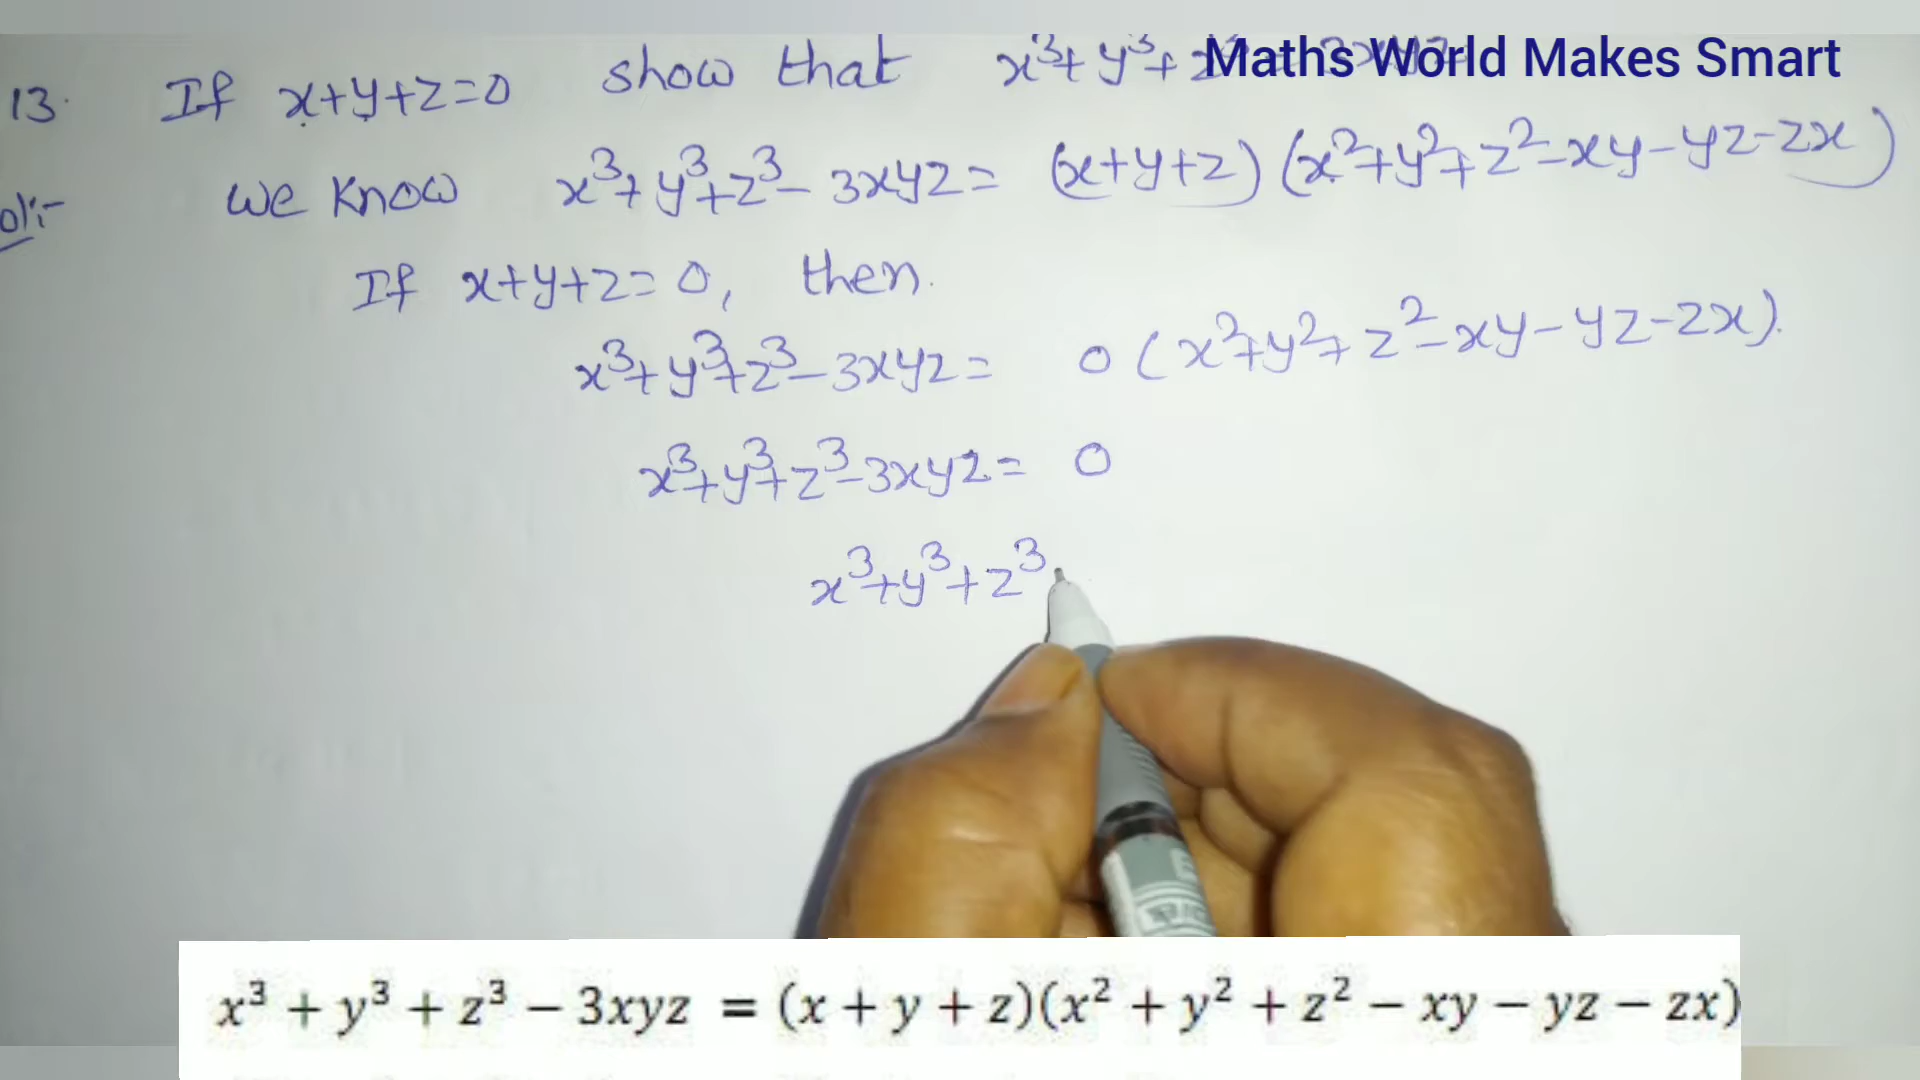 Maths World Makes Smart
13. If x+y+z=0 show that x³+y³+z³=3xyz
Sol:- We know x³+y³+z³-3xyz= (x+y+z)(x²+y²+z²-xy-yz-zx)
If x+y+z=0, then.
x³+y³+z³-3xyz= 0(x²+y²+z²-xy-yz-zx).
x³+y³+z³-3xyz= 0
x³+y³+z³
x³ + y³ + z³ − 3xyz = (x + y + z)(x² + y² + z² − xy − yz − zx)